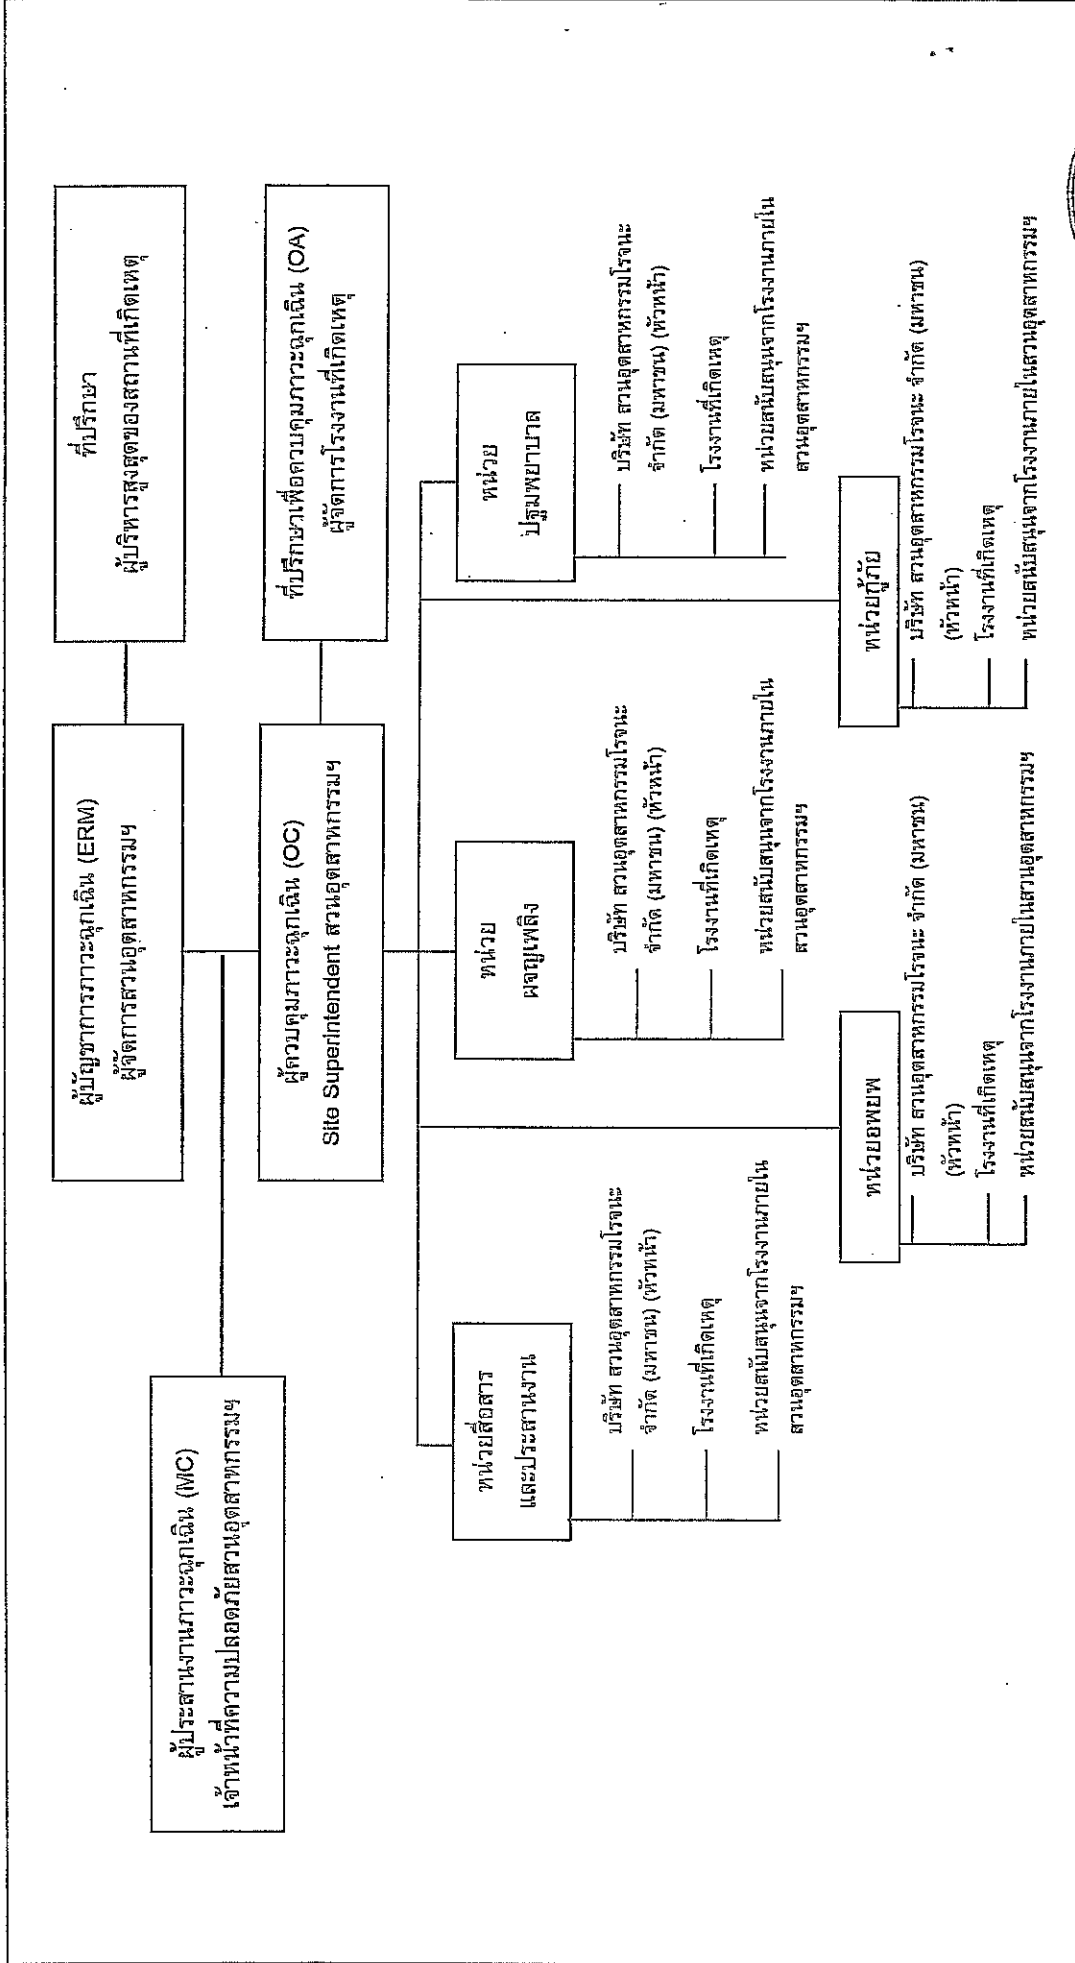 ผู้บัญชาการภาวะฉุกเฉิน (ERM)
ผู้จัดการสวนอุตสาหกรรมฯ
ที่ปรึกษา
ผู้บริหารสูงสุดของสถานที่เกิดเหตุ
ผู้ประสานงานภาวะฉุกเฉิน (MC)
เจ้าหน้าที่ความปลอดภัยสวนอุตสาหกรรมฯ
ผู้ควบคุมภาวะฉุกเฉิน (OC)
Site Superintendent สวนอุตสาหกรรมฯ
ที่ปรึกษาเพื่อควบคุมภาวะฉุกเฉิน (OA)
ผู้จัดการโรงงานที่เกิดเหตุ
หน่วยสื่อสาร
และประสานงาน
บริษัท สวนอุตสาหกรรมโรจนะ
จำกัด (มหาชน) (หัวหน้า)
โรงงานที่เกิดเหตุ
หน่วยสนับสนุนจากโรงงานภายใน
สวนอุตสาหกรรมฯ
หน่วย
ผจญเพลิง
บริษัท สวนอุตสาหกรรมโรจนะ
จำกัด (มหาชน) (หัวหน้า)
โรงงานที่เกิดเหตุ
หน่วยสนับสนุนจากโรงงานภายใน
สวนอุตสาหกรรมฯ
หน่วย
ปฐมพยาบาล
บริษัท สวนอุตสาหกรรมโรจนะ
จำกัด (มหาชน) (หัวหน้า)
โรงงานที่เกิดเหตุ
หน่วยสนับสนุนจากโรงงานภายใน
สวนอุตสาหกรรมฯ
หน่วยอพยพ
บริษัท สวนอุตสาหกรรมโรจนะ จำกัด (มหาชน)
(หัวหน้า)
โรงงานที่เกิดเหตุ
หน่วยสนับสนุนจากโรงงานภายในสวนอุตสาหกรรมฯ
หน่วยกู้ภัย
บริษัท สวนอุตสาหกรรมโรจนะ จำกัด (มหาชน)
(หัวหน้า)
โรงงานที่เกิดเหตุ
หน่วยสนับสนุนจากโรงงานภายในสวนอุตสาหกรรมฯ